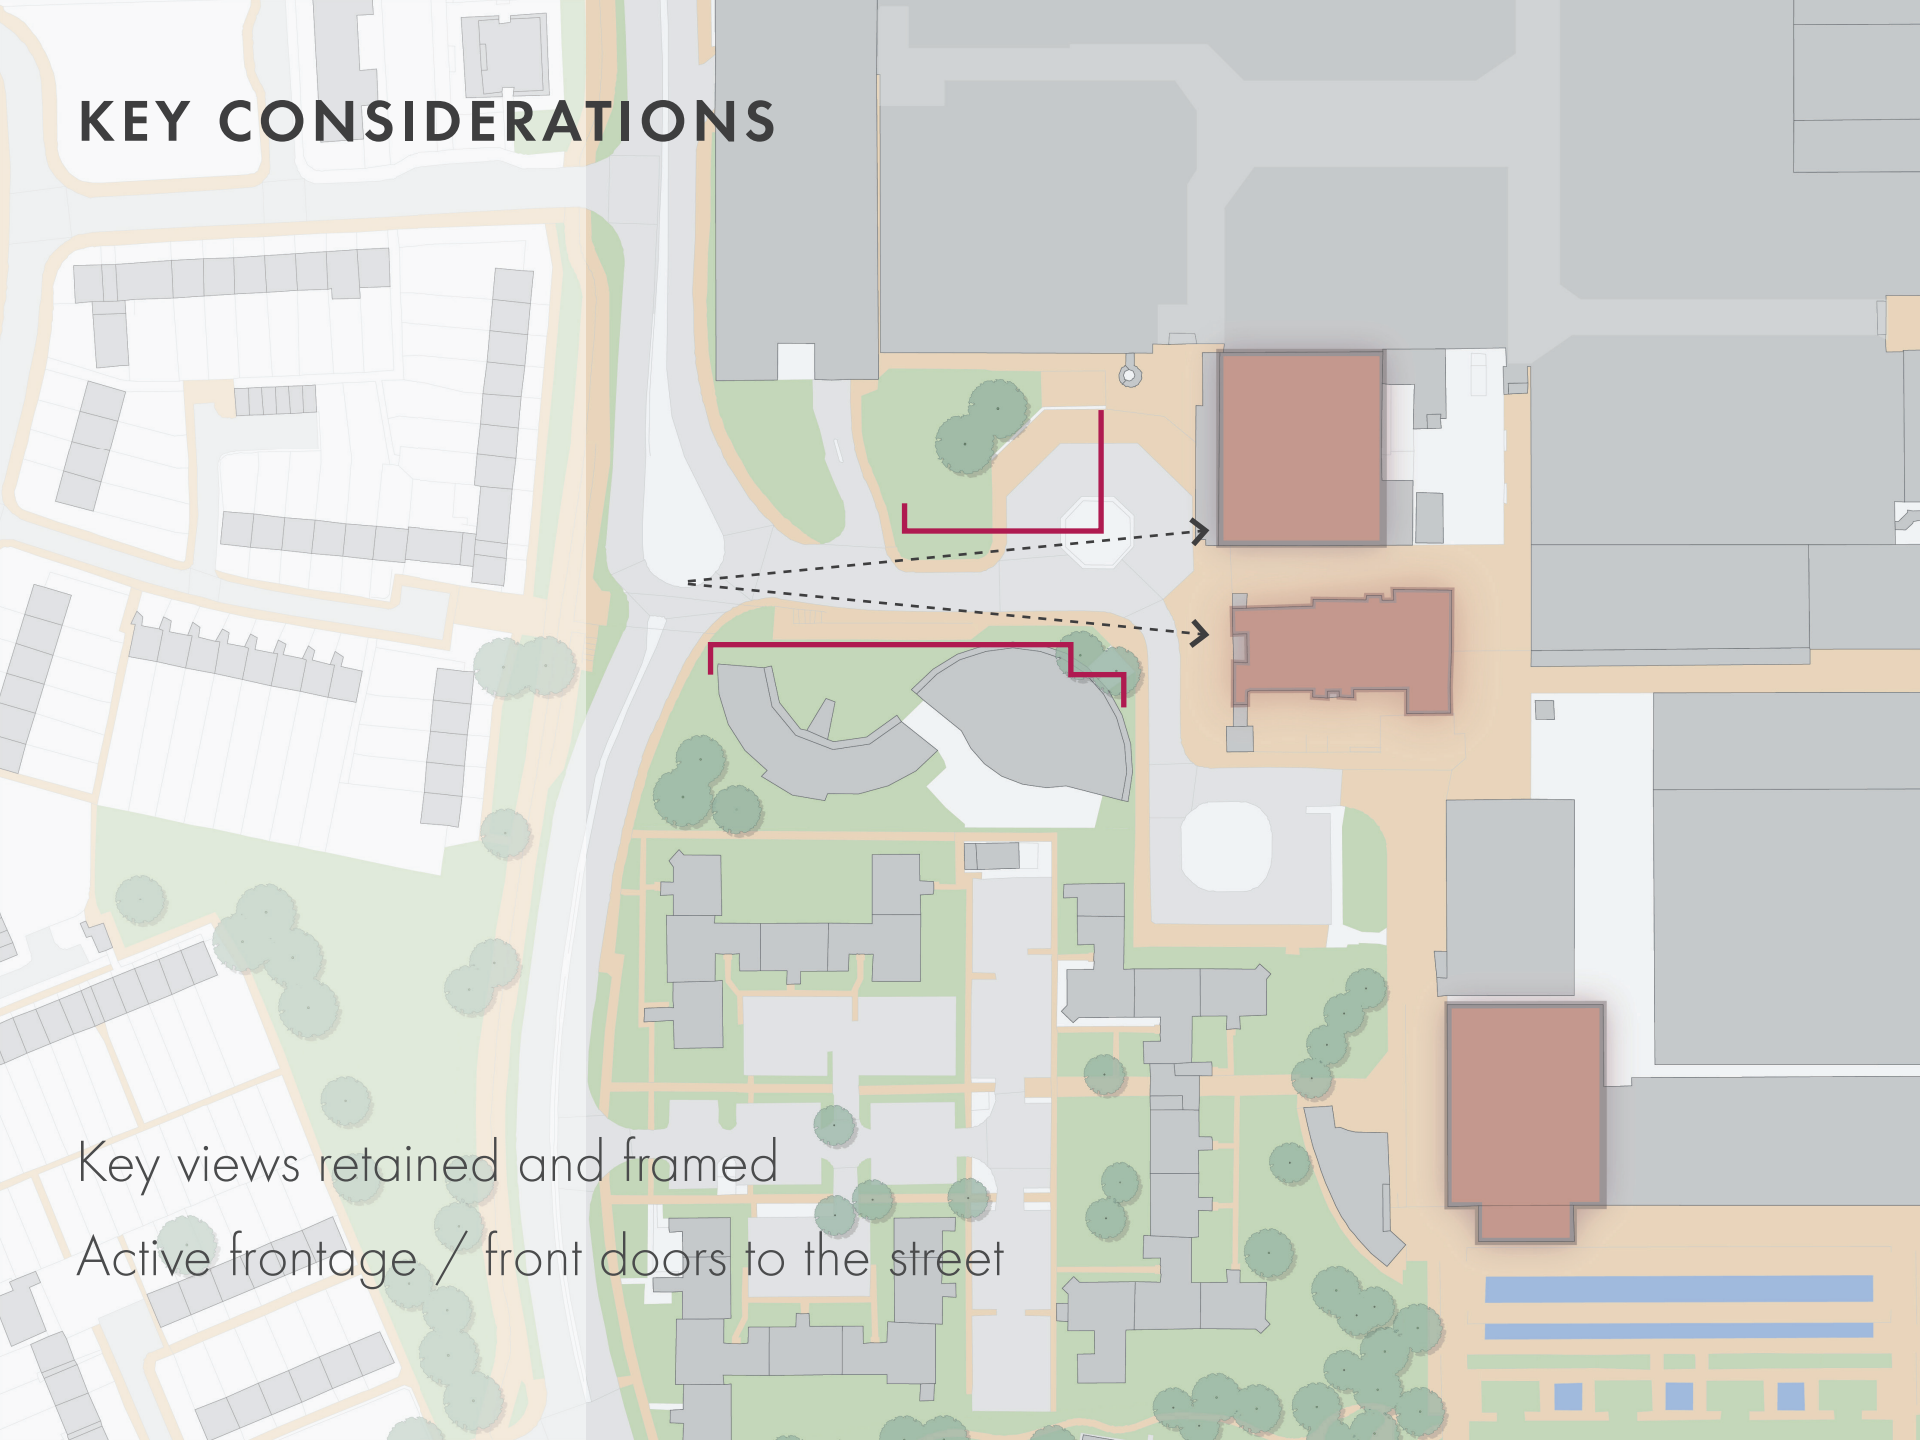 KEY CONSIDERATIONS
Key views retained and framed
Active frontage / front doors to the street